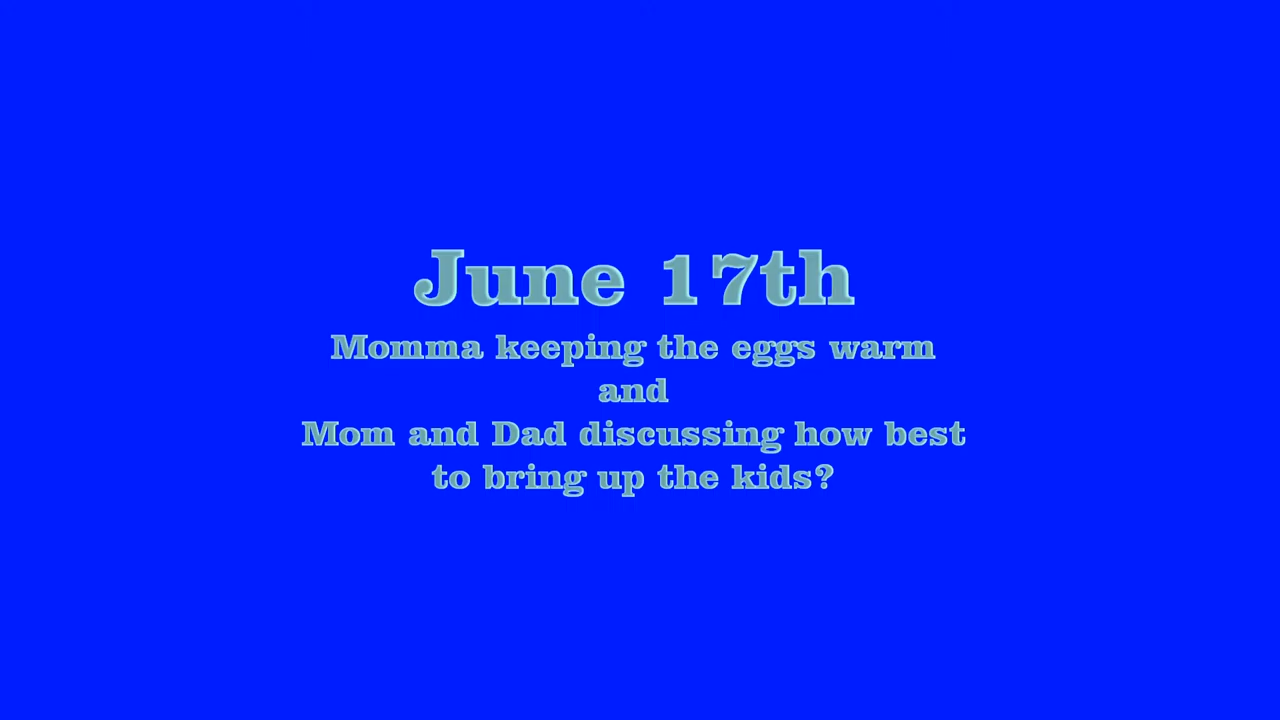 June 17th
Momma keeping the eggs warm
and
Mom and Dad discussing how best
to bring up the kids?